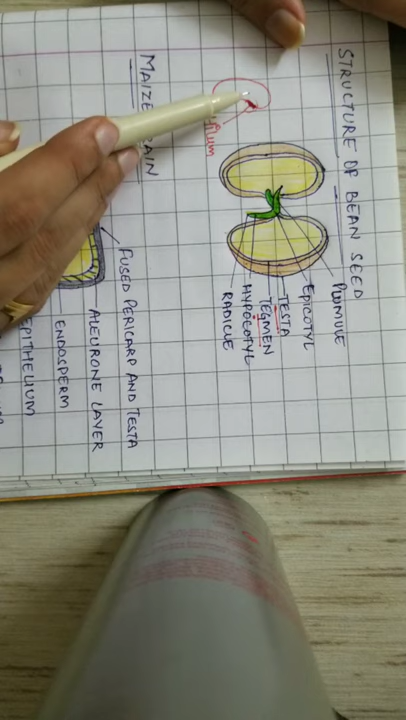 STRUCTURE OF BEAN SEED
PLUMULE
EPICOTYL
TESTA
TEGMEN
HYPOCOTYL
RADICLE
MAIZE
FUSED PERICARP AND TESTA
ALEURONE LAYER
ENDOSPERM
EPITHELIUM